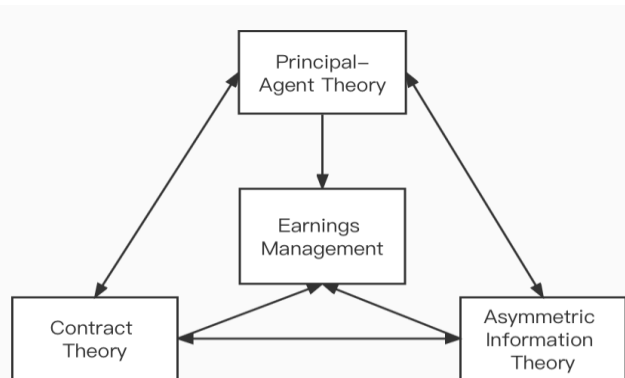 Principal-
Agent Theory
Earnings
Management
Contract
Theory
Asymmetric
Information
Theory